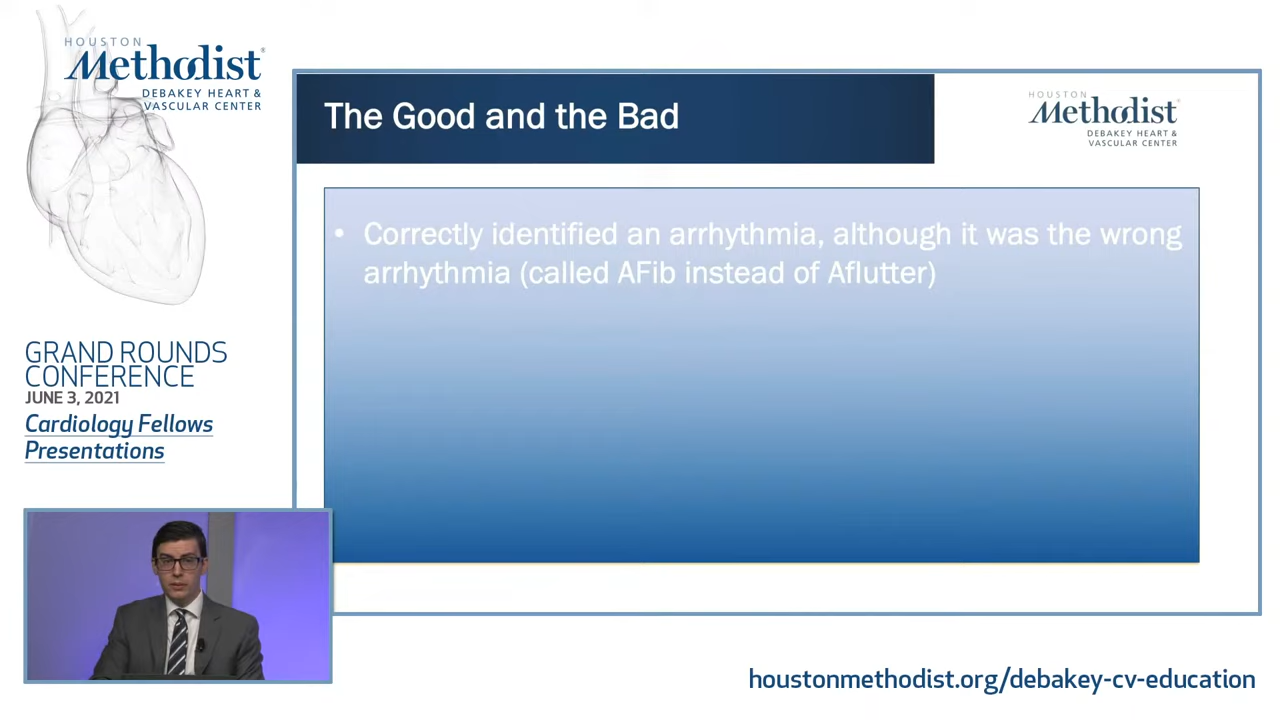 HOUSTON
Methodist®
DEBAKEY HEART &
VASCULAR CENTER
GRAND ROUNDS
CONFERENCE
JUNE 3, 2021
Cardiology Fellows
Presentations
The Good and the Bad
HOUSTON
Methodist®
DEBAKEY HEART &
VASCULAR CENTER
• Correctly identified an arrhythmia, although it was the wrong
arrhythmia (called AFib instead of Aflutter)
houstonmethodist.org/debakey-cv-education